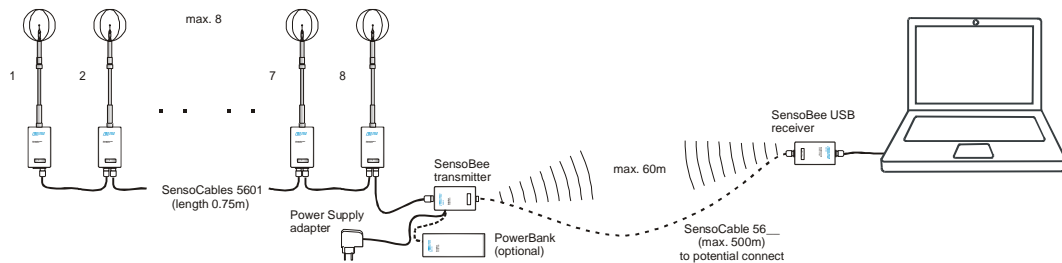 max. 8
1
2
7
8
SensoCables 5601
(length 0.75m)
SensoBee
transmitter
Power Supply
adapter
PowerBank
(optional)
max. 60m
SensoBee USB
receiver
SensoCable 56__
(max. 500m)
to potential connect